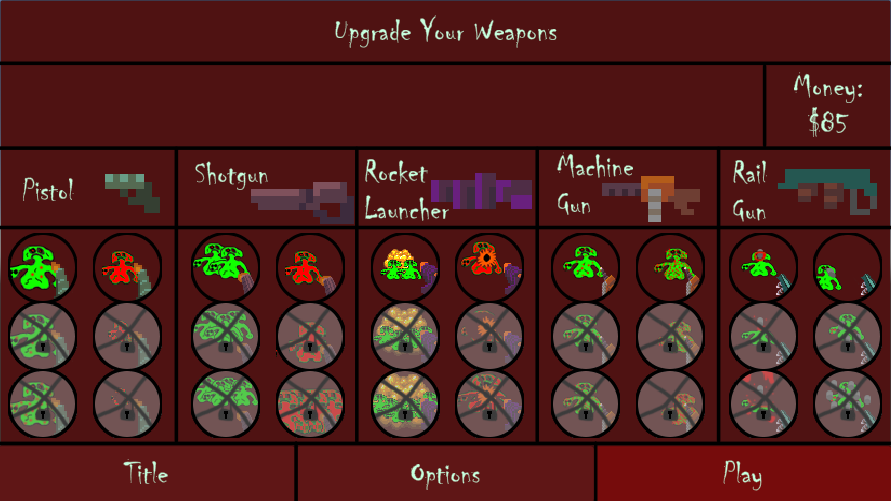 Upgrade Your Weapons
Money:
$85
Pistol
Shotgun
Rocket
Launcher
Machine
Gun
Rail
Gun
Title
Options
Play